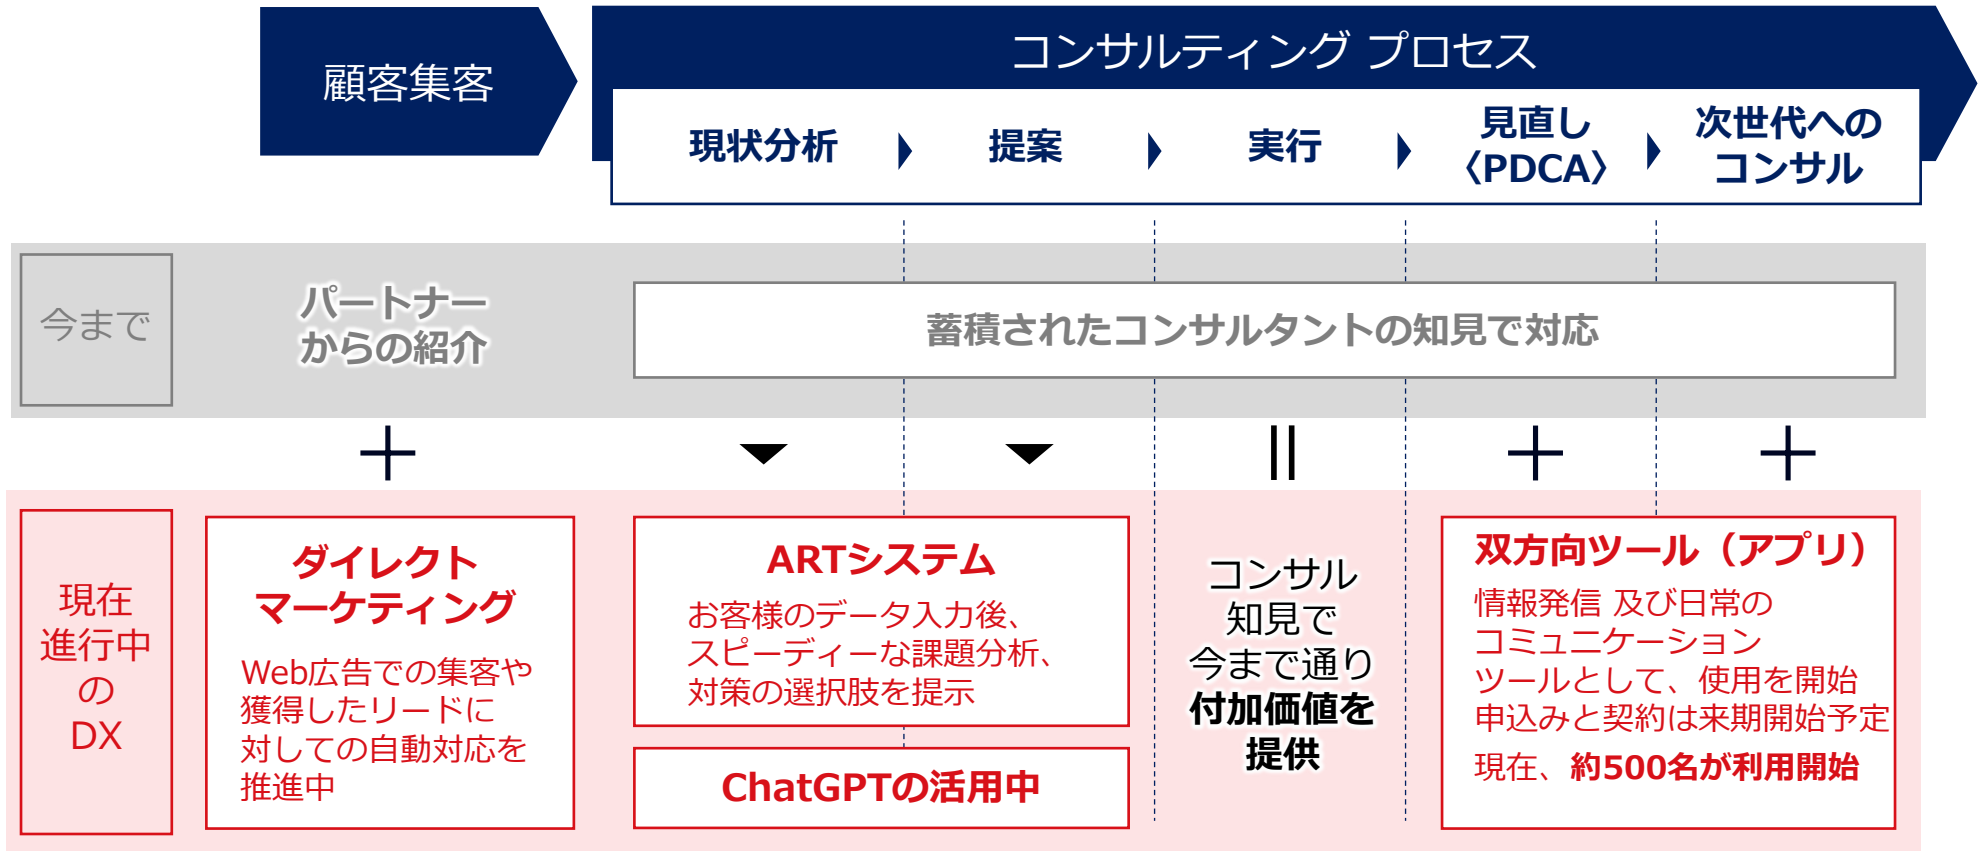 顧客集客
コンサルティング プロセス
現状分析
提案
実行
見直し
〈PDCA〉
次世代への
コンサル
今まで
パートナー
からの紹介
蓄積されたコンサルタントの知見で対応
現在
進行中
の
DX
ダイレクト
マーケティング
Web広告での集客や
獲得したリードに
対しての自動対応を
推進中
ARTシステム
お客様のデータ入力後、
スピーディーな課題分析、
対策の選択肢を提示
ChatGPTの活用中
コンサル
知見で
今まで通り
付加価値を
提供
双方向ツール（アプリ）
情報発信 及び日常の
コミュニケーション
ツールとして、使用を開始
申込みと契約は来期開始予定
現在、約500名が利用開始